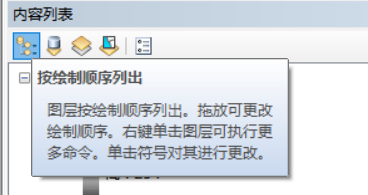 内容列表
按绘制顺序列出
图层按绘制顺序列出。拖放可更改
绘制顺序。右键单击图层可执行更
多命令。单击符号对其进行更改。